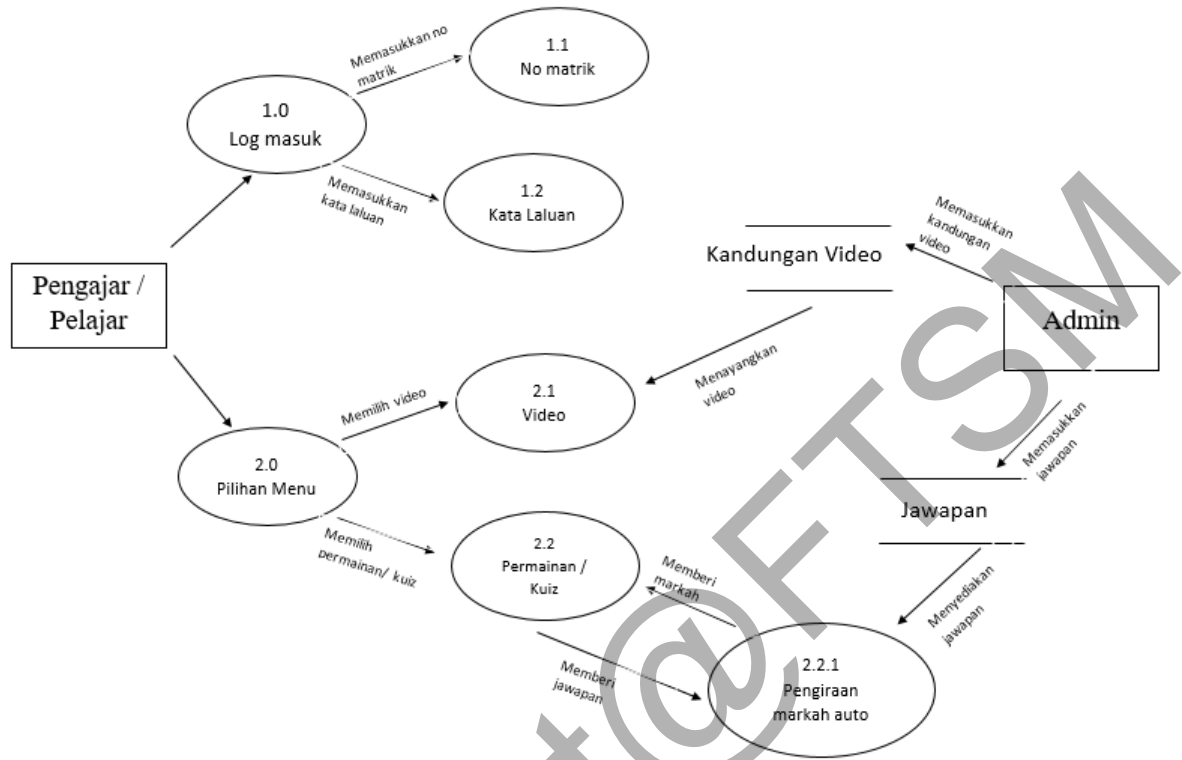 Memasukkan no
matrik
1.1
No matrik
1.0
Log masuk
Memasukkan
kata laluan
1.2
Kata Laluan
Pengajar /
Pelajar
Memasukkan
kandungan
video
Kandungan Video
Admin
Menayangkan
video
Memilih video
2.1
Video
2.0
Pilihan Menu
Memilih
permainan/ kuiz
Memasukkan
jawapan
Jawapan
2.2
Permainan /
Kuiz
Memberi
markah
Menyediakan
jawapan
Memberi
jawapan
2.2.1
Pengiraan
markah auto
t@FTSM